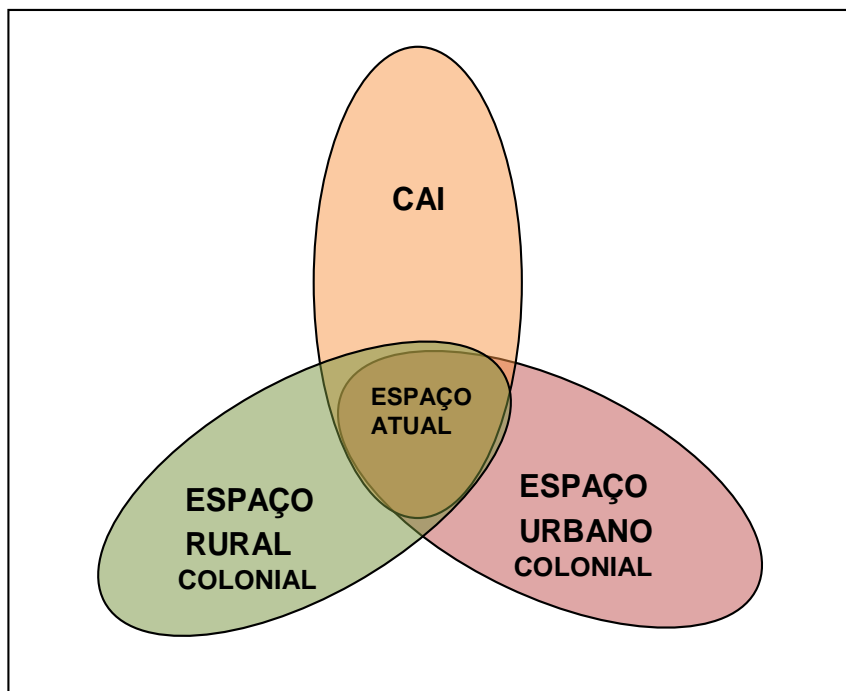 CAI
ESPAÇO
ATUAL
ESPAÇO
RURAL
COLONIAL
ESPAÇO
URBANO
COLONIAL